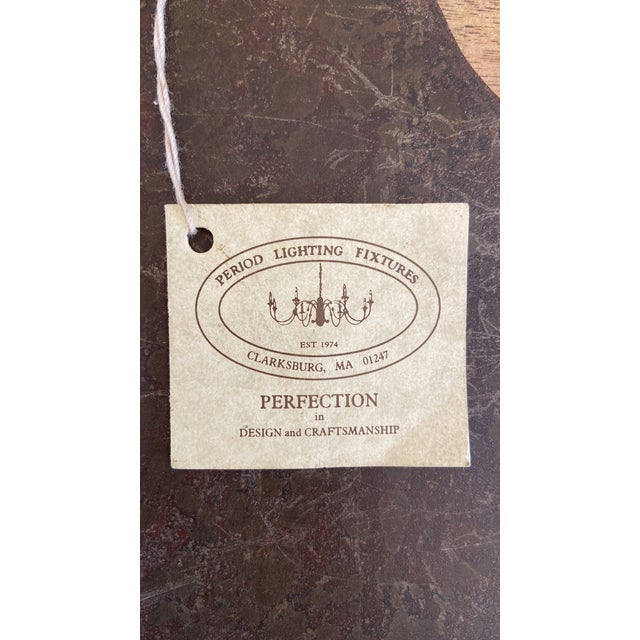 PERIOD LIGHTING FIXTURES
EST. 1974
CLARKSBURG, MA 01247
PERFECTION
in
DESIGN and CRAFTSMANSHIP